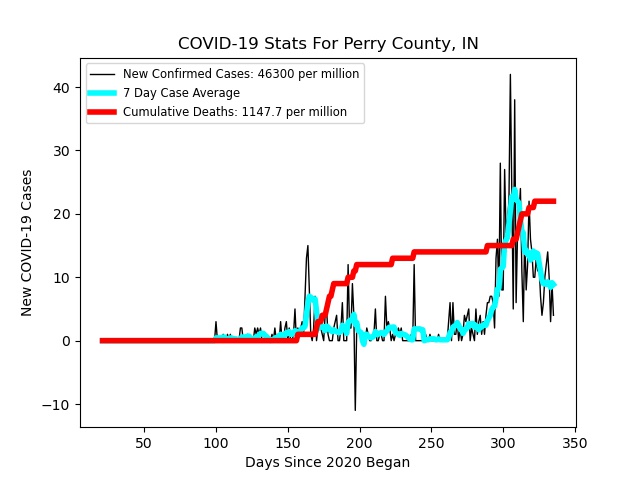 COVID-19 Stats For Perry County, IN
New Confirmed Cases: 46300 per million
7 Day Case Average
Cumulative Deaths: 1147.7 per million
New COVID-19 Cases
40
30
20
10
0
−10
50
100
150
200
250
300
350
Days Since 2020 Began